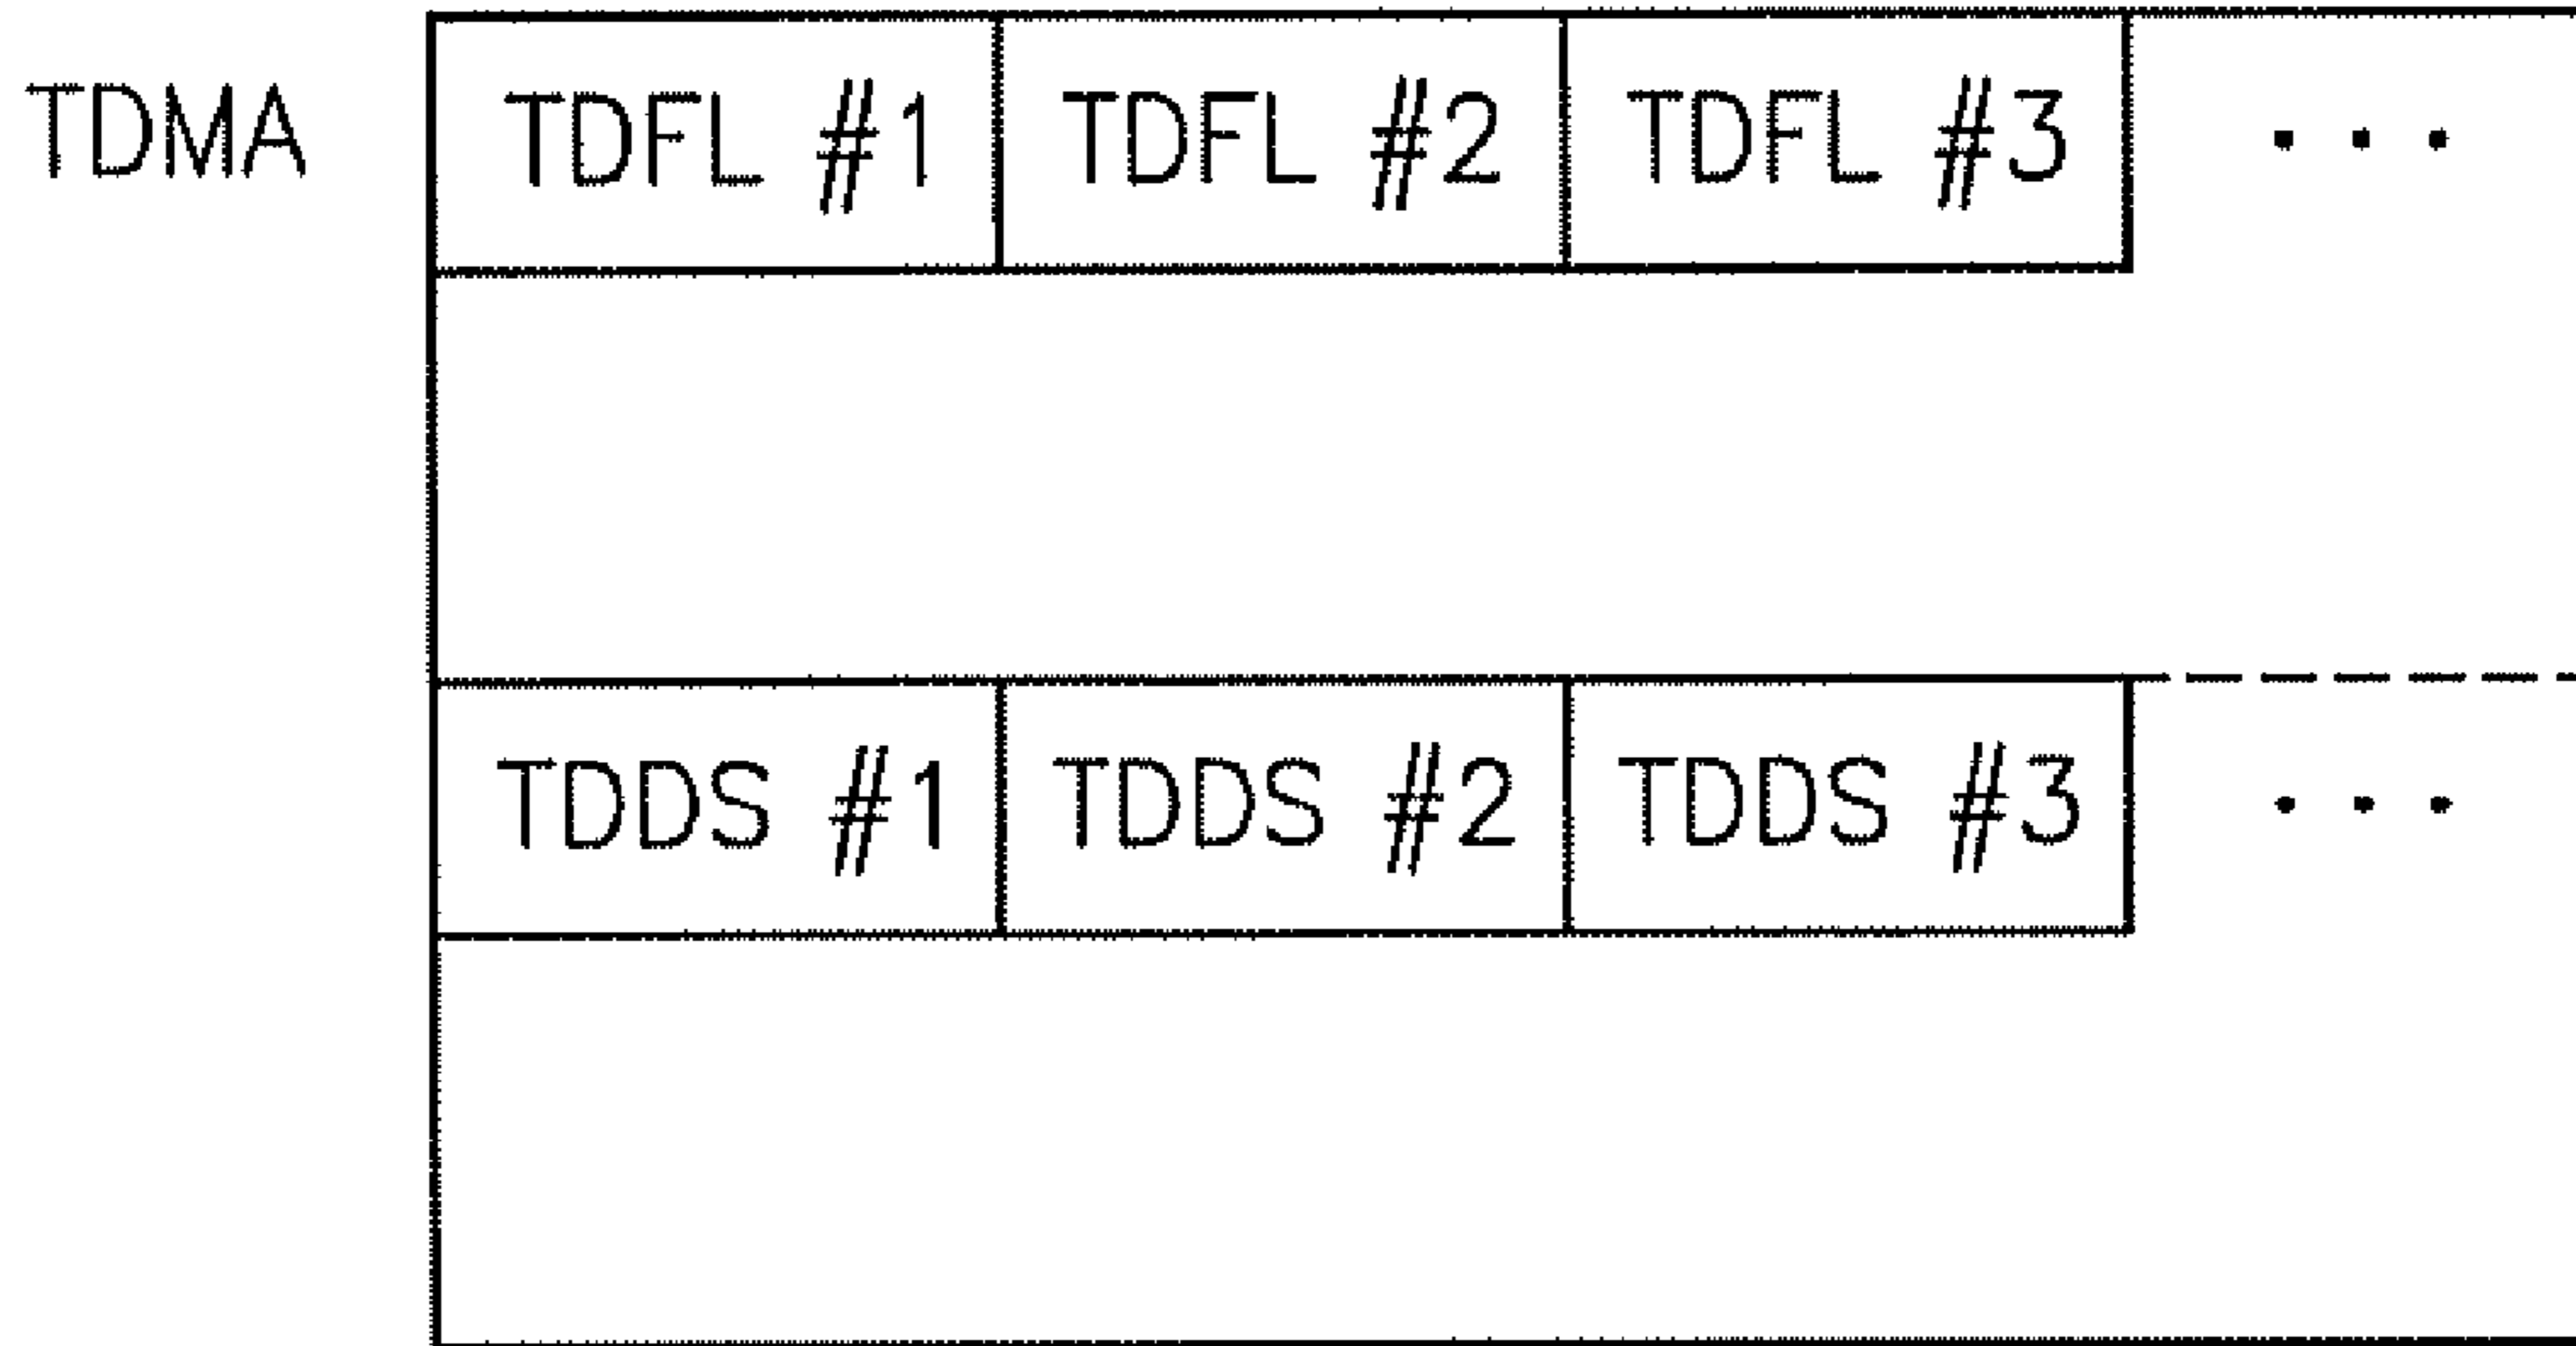 TDMA TDFL #1 TDFL #2 TDFL #3 ...
TDDS #1 TDDS #2 TDDS #3 ...